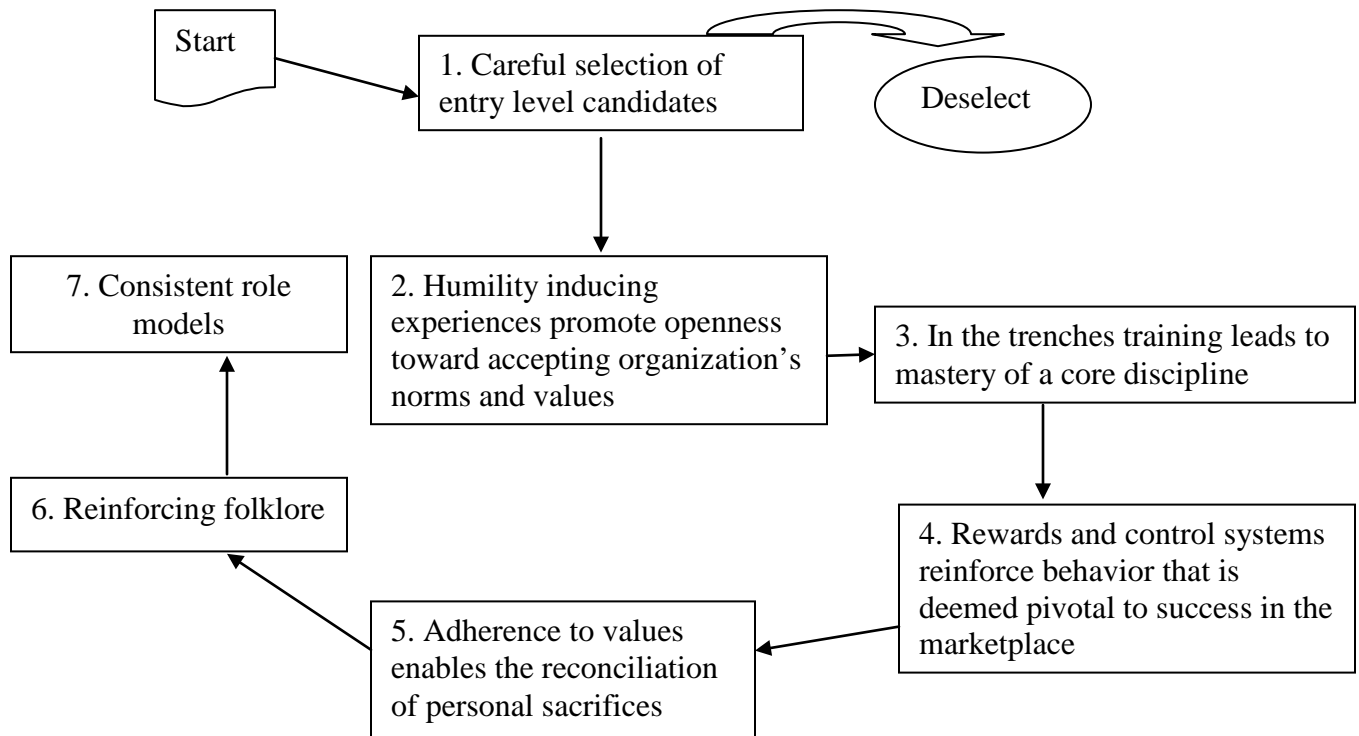 Start
1. Careful selection of
entry level candidates
Deselect
2. Humility inducing
experiences promote openness
toward accepting organization’s
norms and values
3. In the trenches training leads to
mastery of a core discipline
4. Rewards and control systems
reinforce behavior that is
deemed pivotal to success in the
marketplace
5. Adherence to values
enables the reconciliation
of personal sacrifices
6. Reinforcing folklore
7. Consistent role
models